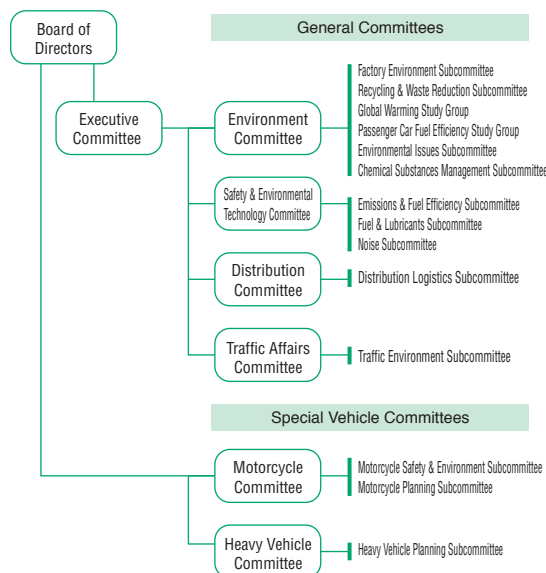 Board of
Directors
General Committees
Executive
Committee
Environment
Committee
Factory Environment Subcommittee
Recycling & Waste Reduction Subcommittee
Global Warming Study Group
Passenger Car Fuel Efficiency Study Group
Environmental Issues Subcommittee
Chemical Substances Management Subcommittee
Safety & Environmental
Technology Committee
Emissions & Fuel Efficiency Subcommittee
Fuel & Lubricants Subcommittee
Noise Subcommittee
Distribution
Committee
Distribution Logistics Subcommittee
Traffic Affairs
Committee
Traffic Environment Subcommittee
Special Vehicle Committees
Motorcycle
Committee
Motorcycle Safety & Environment Subcommittee
Motorcycle Planning Subcommittee
Heavy Vehicle
Committee
Heavy Vehicle Planning Subcommittee